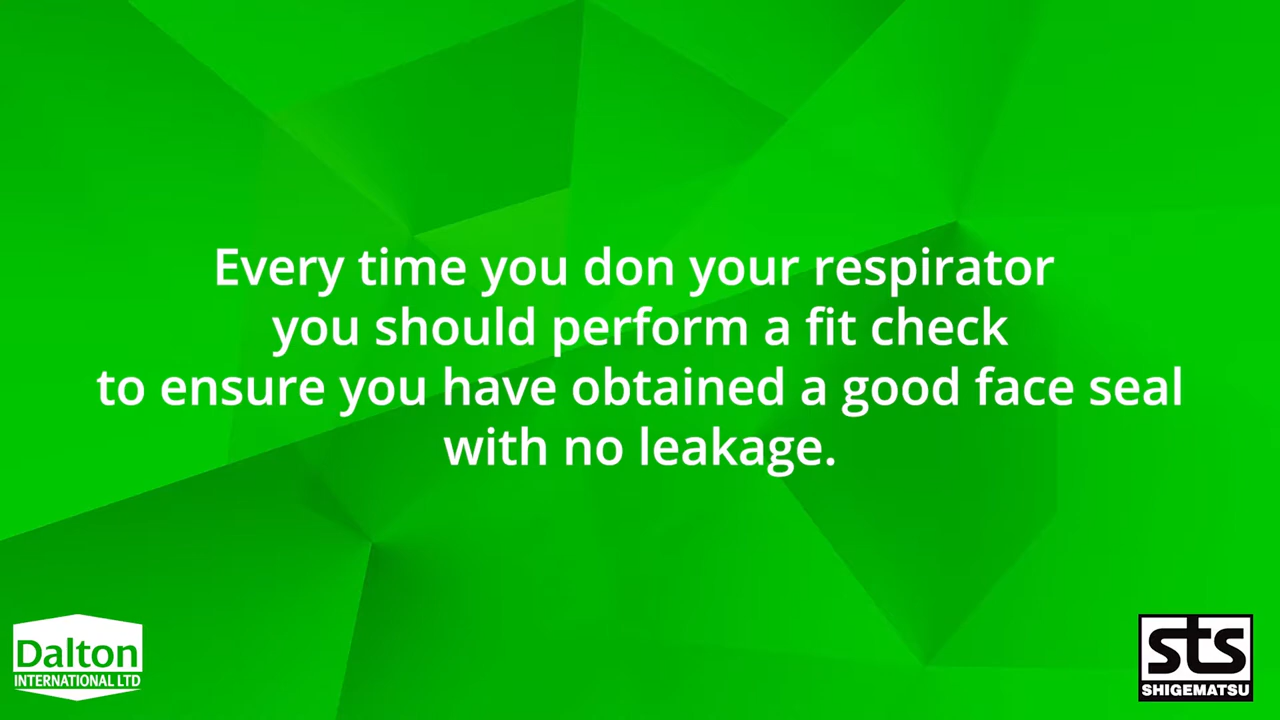 Every time you don your respirator
you should perform a fit check
to ensure you have obtained a good face seal
with no leakage.
Dalton
INTERNATIONAL LTD
sts
SHIGEMATSU